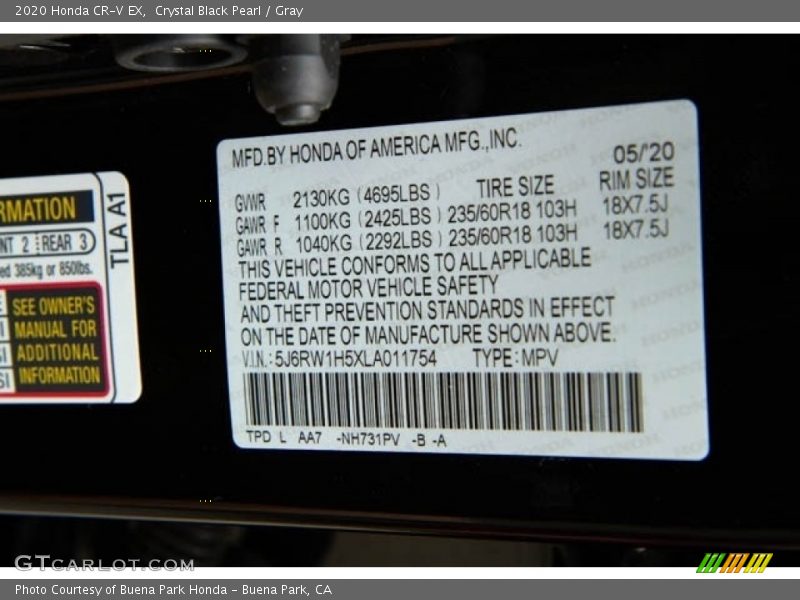 2020 Honda CR-V EX, Crystal Black Pearl / Gray
RMATION
NT 2 REAR 3
ed 385kg or 850lbs.
SEE OWNER'S
MANUAL FOR
ADDITIONAL
INFORMATION
TLA A1
MFD.BY HONDA OF AMERICA MFG.,INC.
05/'20
GVWR 2130KG (4695LBS) TIRE SIZE RIM SIZE
GAWR F 1100KG (2425LBS) 235/60R18 103H 18X7.5J
GAWR R 1040KG (2292LBS) 235/60R18 103H 18X7.5J
THIS VEHICLE CONFORMS TO ALL APPLICABLE
FEDERAL MOTOR VEHICLE SAFETY
AND THEFT PREVENTION STANDARDS IN EFFECT
ON THE DATE OF MANUFACTURE SHOWN ABOVE.
V.IN.: 5J6RW1H5XLA011754 TYPE: MPV
TPD L AA7 -NH731PV -B -A
GTCARLOT.COM
Photo Courtesy of Buena Park Honda - Buena Park, CA